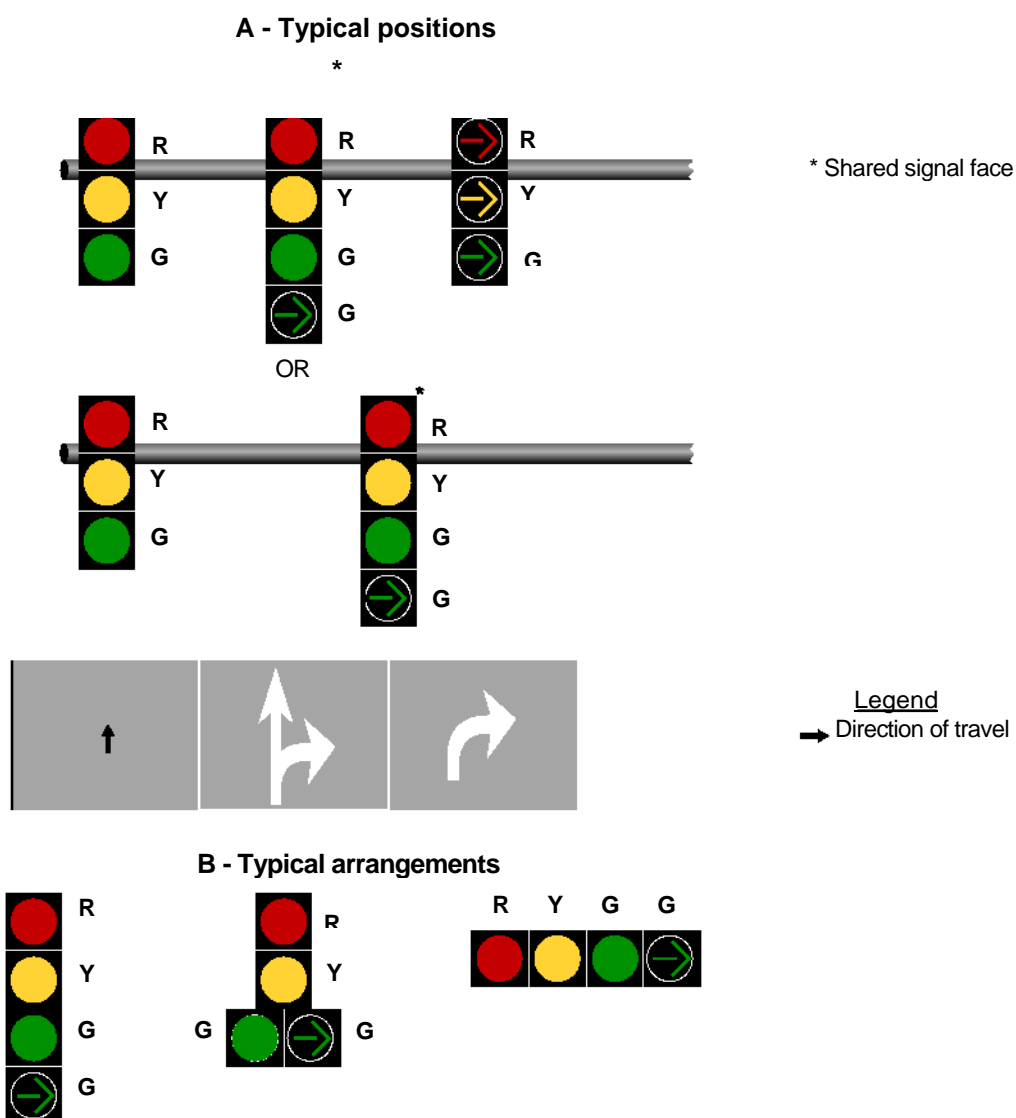 A - Typical positions
*
R R R
* Shared signal face
Y Y Y
G G G
G
OR
*
R R
Y Y
G G
G
Legend
Direction of travel
B - Typical arrangements
R R R Y G G
Y Y
G G G
G